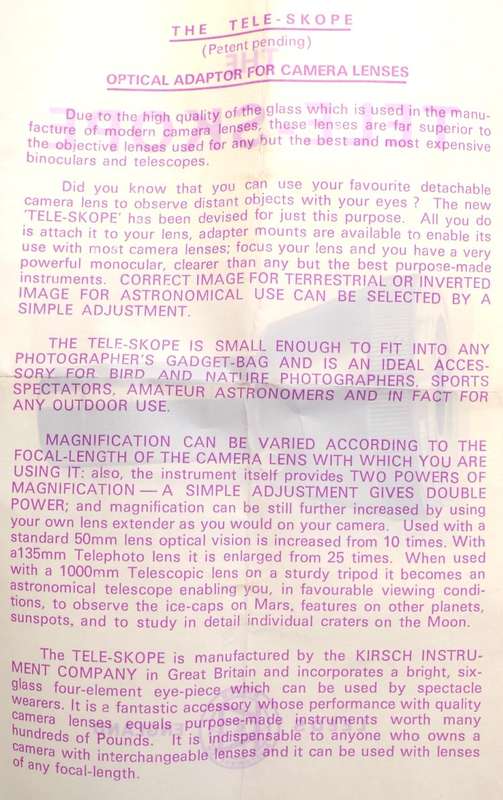 THE TELE-SKOPE
(Petent pending)
OPTICAL ADAPTOR FOR CAMERA LENSES
Due to the high quality of the glass which is used in the manu-
facture of modern camera lenses, these lenses are far superior to
the objective lenses used for any but the best and most expensive
binoculars and telescopes.
Did you know that you can use your favourite detachable
camera lens to observe distant objects with your eyes ? The new
'TELE-SKOPE' has been devised for just this purpose. All you do
is attach it to your lens, adapter mounts are available to enable its
use with most camera lenses; focus your lens and you have a very
powerful monocular, clearer than any but the best purpose-made
instruments. CORRECT IMAGE FOR TERRESTRIAL OR INVERTED
IMAGE FOR ASTRONOMICAL USE CAN BE SELECTED BY A
SIMPLE ADJUSTMENT.
THE TELE-SKOPE IS SMALL ENOUGH TO FIT INTO ANY
PHOTOGRAPHER'S GADGET-BAG AND IS AN IDEAL ACCES-
SORY FOR BIRD AND NATURE PHOTOGRAPHERS, SPORTS
SPECTATORS, AMATEUR ASTRONOMERS AND IN FACT FOR
ANY OUTDOOR USE.
MAGNIFICATION CAN BE VARIED ACCORDING TO THE
FOCAL-LENGTH OF THE CAMERA LENS WITH WHICH YOU ARE
USING IT: also, the instrument itself provides TWO POWERS OF
MAGNIFICATION — A SIMPLE ADJUSTMENT GIVES DOUBLE
POWER; and magnification can be still further increased by using
your own lens extender as you would on your camera. Used with a
standard 50mm lens optical vision is increased from 10 times. With
a135mm Telephoto lens it is enlarged from 25 times. When used
with a 1000mm Telescopic lens on a sturdy tripod it becomes an
astronomical telescope enabling you, in favourable viewing condi-
tions, to observe the ice-caps on Mars, features on other planets,
sunspots, and to study in detail individual craters on the Moon.
The TELE-SKOPE is manufactured by the KIRSCH INSTRU-
MENT COMPANY in Great Britain and incorporates a bright, six-
glass four-element eye-piece which can be used by spectacle
wearers. It is a fantastic accessory whose performance with quality
camera lenses equals purpose-made instruments worth many
hundreds of Pounds. It is indispensable to anyone who owns a
camera with interchangeable lenses and it can be used with lenses
of any focal-length.